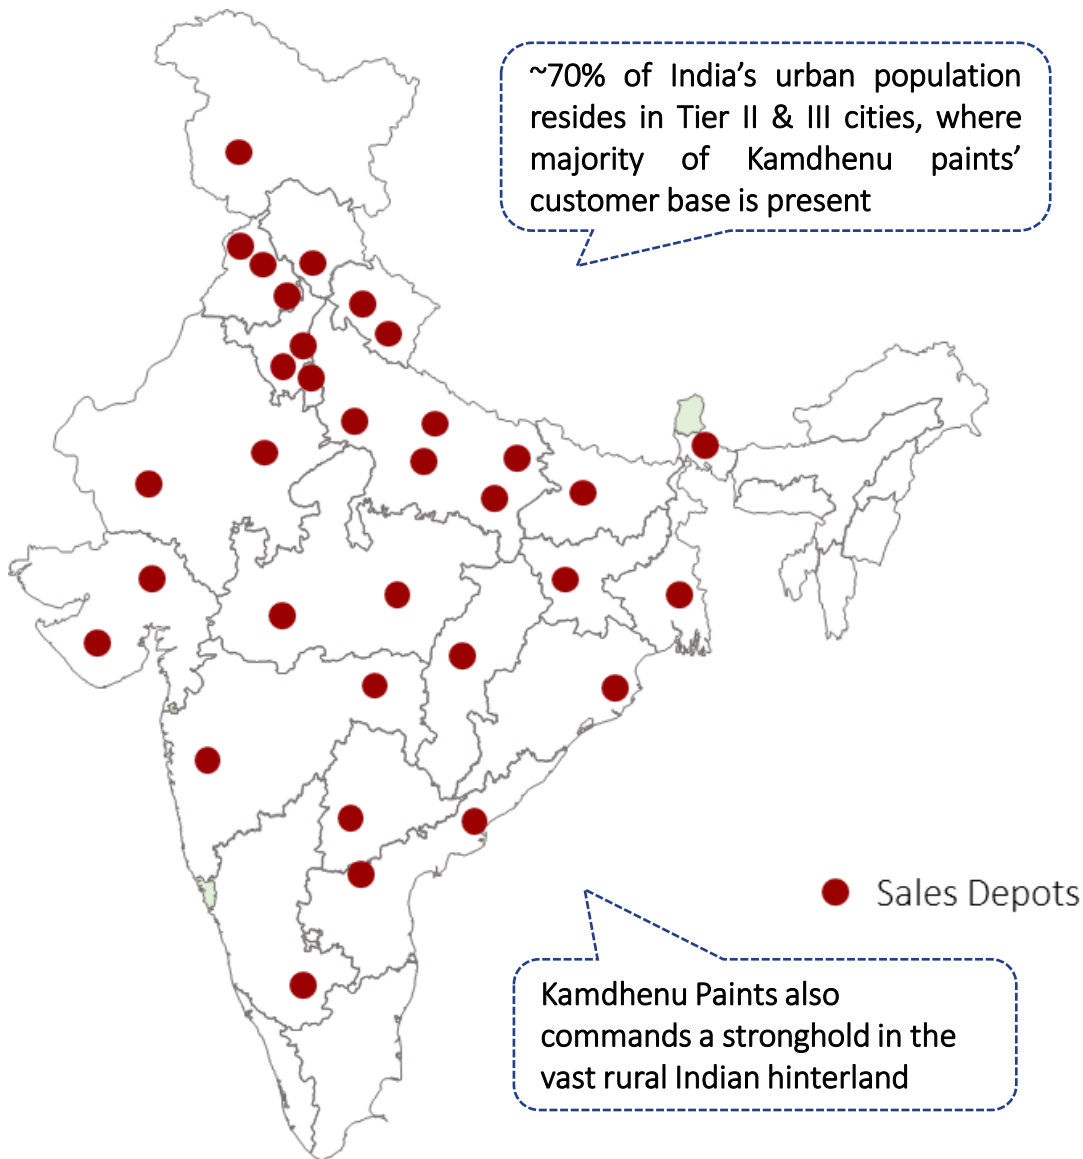 ~70% of India’s urban population
resides in Tier II & III cities, where
majority of Kamdhenu paints’
customer base is present
Sales Depots
Kamdhenu Paints also
commands a stronghold in the
vast rural Indian hinterland